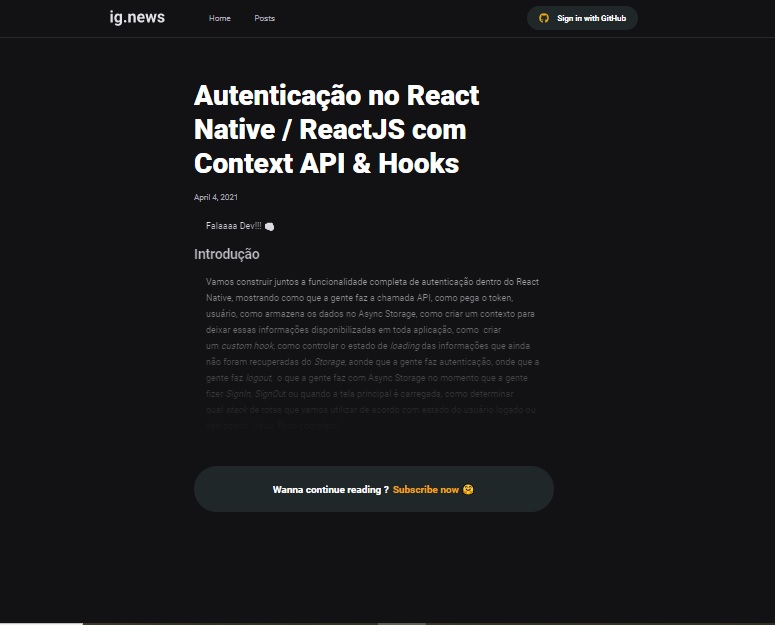 ig.news
Home Posts
Sign in with GitHub
Autenticação no React
Native / ReactJS com
Context API & Hooks
April 4, 2021
Falaaaa Dev!!!
Introdução
Vamos construir juntos a funcionalidade completa de autenticação dentro do React
Native, mostrando como que a gente faz a chamada API, como pega o token,
usuário, como armazena os dados no Async Storage, como criar um contexto para
deixar essas informações disponibilizadas em toda aplicação, como criar
um custom hook, como controlar o estado de loading das informações que ainda
não foram recuperadas do Storage, aonde que a gente faz autenticação, onde que a
gente faz logout, o que a gente faz com Async Storage no momento que a gente
fizer SignIn, SignOut ou quando a tela principal é carregada, como determinar
qual stack de rotas que vamos utilizar de acordo com estado do usuário logado ou
Wanna continue reading ? Subscribe now 🤗